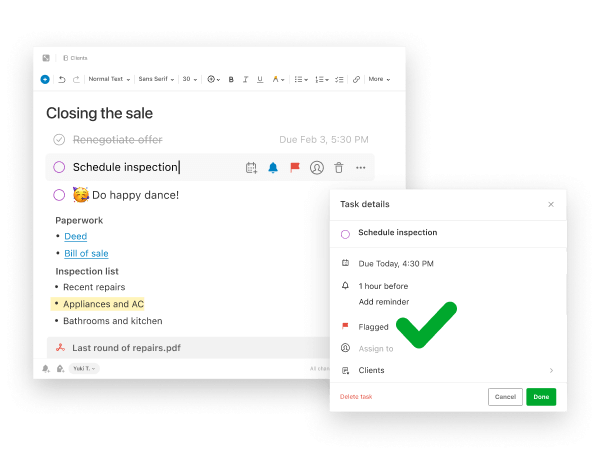 Clients
Normal Text Sans Serif 30 B I U A More
Closing the sale
Renegotiate offer Due Feb 3, 5:30 PM
Schedule inspection
Do happy dance!
Paperwork
• Deed
• Bill of sale
Inspection list
• Recent repairs
• Appliances and AC
• Bathrooms and kitchen
Last round of repairs.pdf
Yuki T. All chan
Task details
Schedule inspection
Due Today, 4:30 PM
1 hour before
Add reminder
Flagged
Assign to
Clients
Delete task Cancel Done